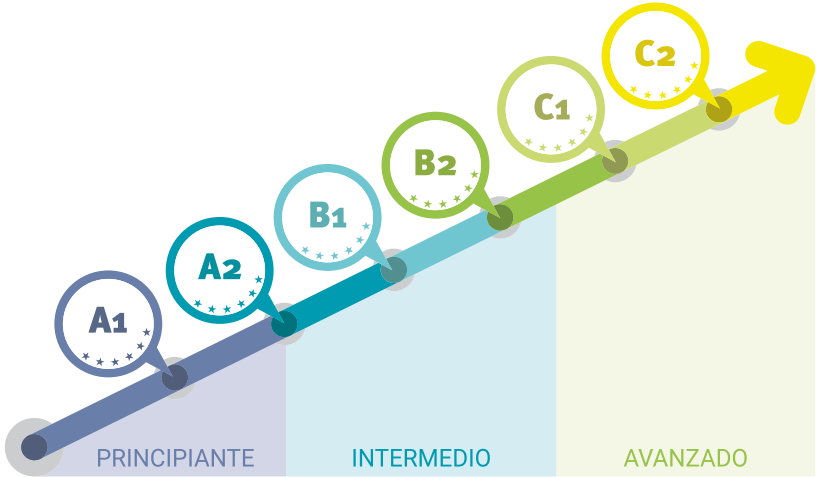 C2
C1
B2
B1
A2
A1
PRINCIPIANTE
INTERMEDIO
AVANZADO